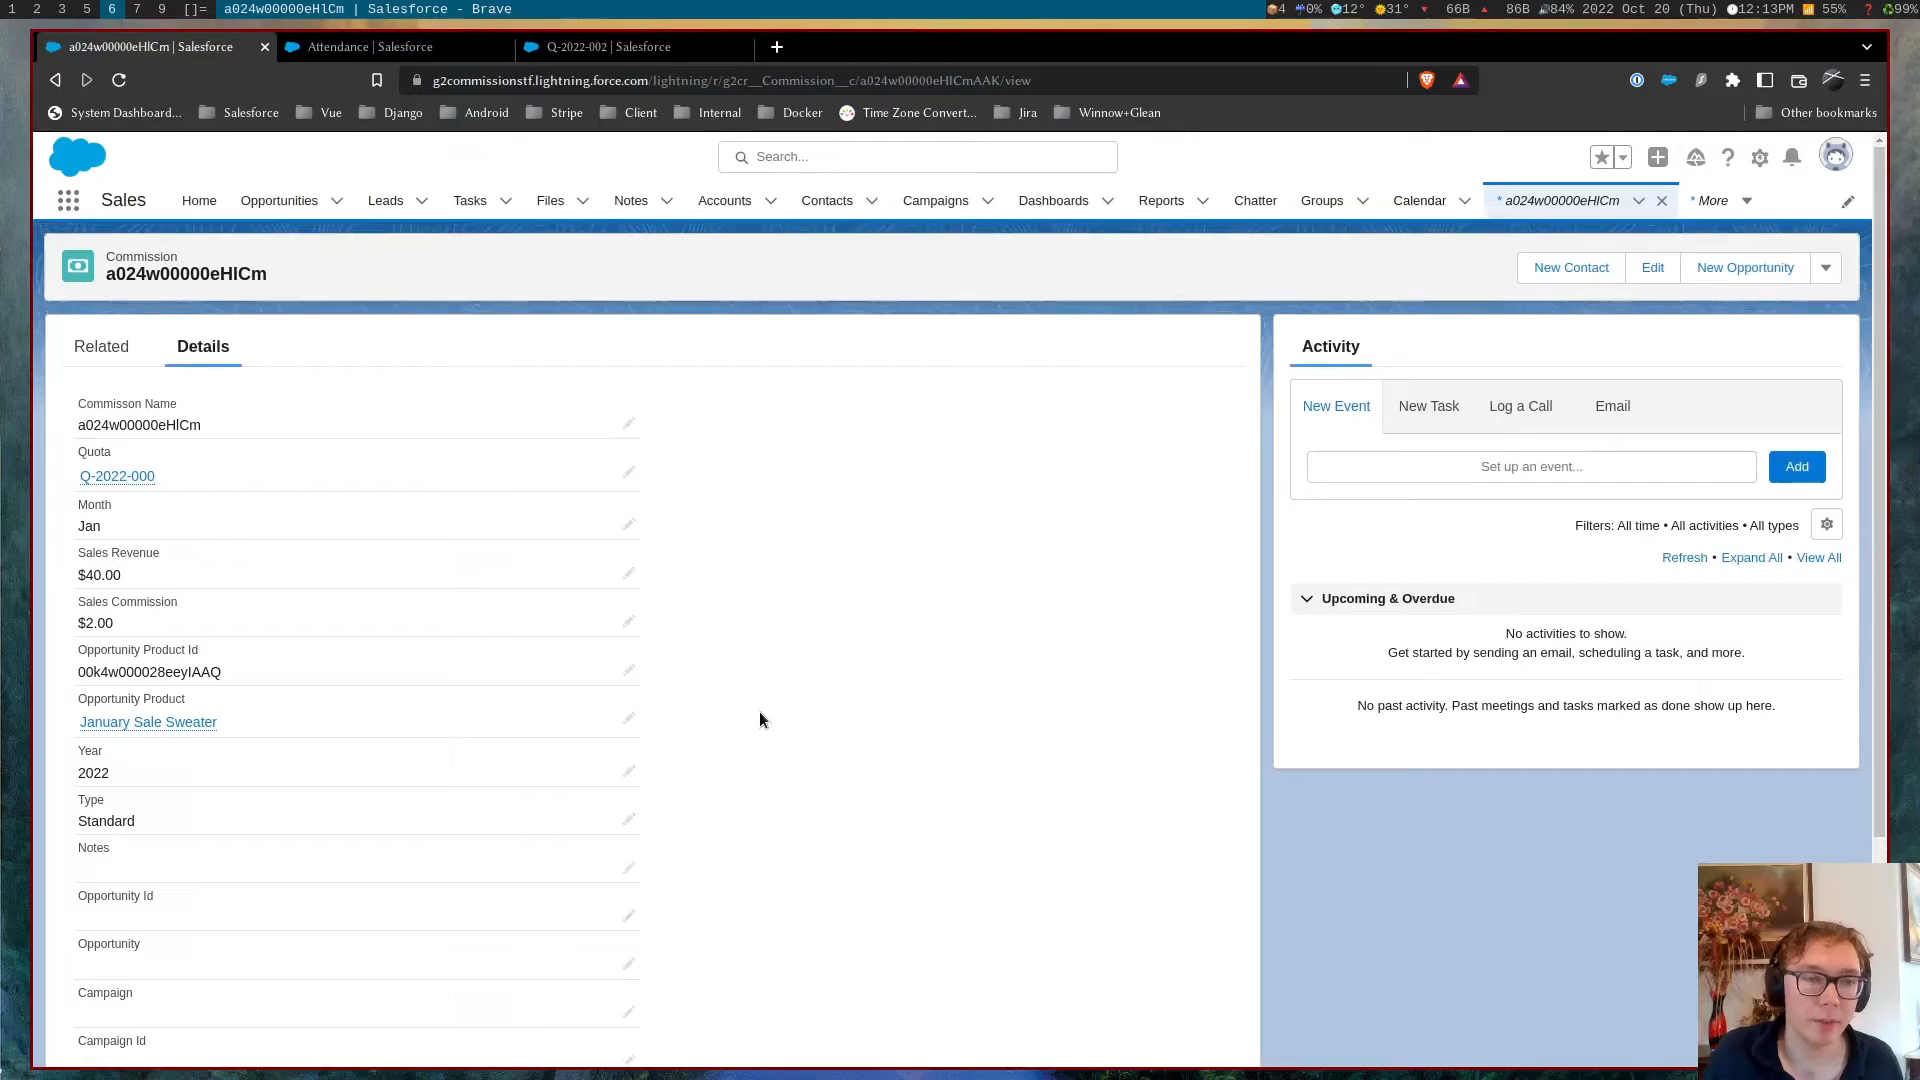 1 2 3 5 6 7 9 []= a024w00000eHlCm | Salesforce - Brave 4 0% 12° 31° 66B 86B 84% 2022 Oct 20 (Thu) 12:13PM 55% 99%
a024w00000eHlCm | Salesforce Attendance | Salesforce Q-2022-002 | Salesforce
g2commissionstf.lightning.force.com/lightning/r/g2cr__Commission__c/a024w00000eHlCmAAK/view
System Dashboard... Salesforce Vue Django Android Stripe Client Internal Docker Time Zone Convert... Jira Winnow+Glean Other bookmarks
Search...
Sales Home Opportunities Leads Tasks Files Notes Accounts Contacts Campaigns Dashboards Reports Chatter Groups Calendar * a024w00000eHlCm * More
Commission
a024w00000eHlCm
New Contact Edit New Opportunity
Related Details
Commisson Name
a024w00000eHlCm
Quota
Q-2022-000
Month
Jan
Sales Revenue
$40.00
Sales Commission
$2.00
Opportunity Product Id
00k4w000028eeyIAAQ
Opportunity Product
January Sale Sweater
Year
2022
Type
Standard
Notes
Opportunity Id
Opportunity
Campaign
Campaign Id
Activity
New Event New Task Log a Call Email
Set up an event... Add
Filters: All time • All activities • All types
Refresh • Expand All • View All
Upcoming & Overdue
No activities to show.
Get started by sending an email, scheduling a task, and more.
No past activity. Past meetings and tasks marked as done show up here.